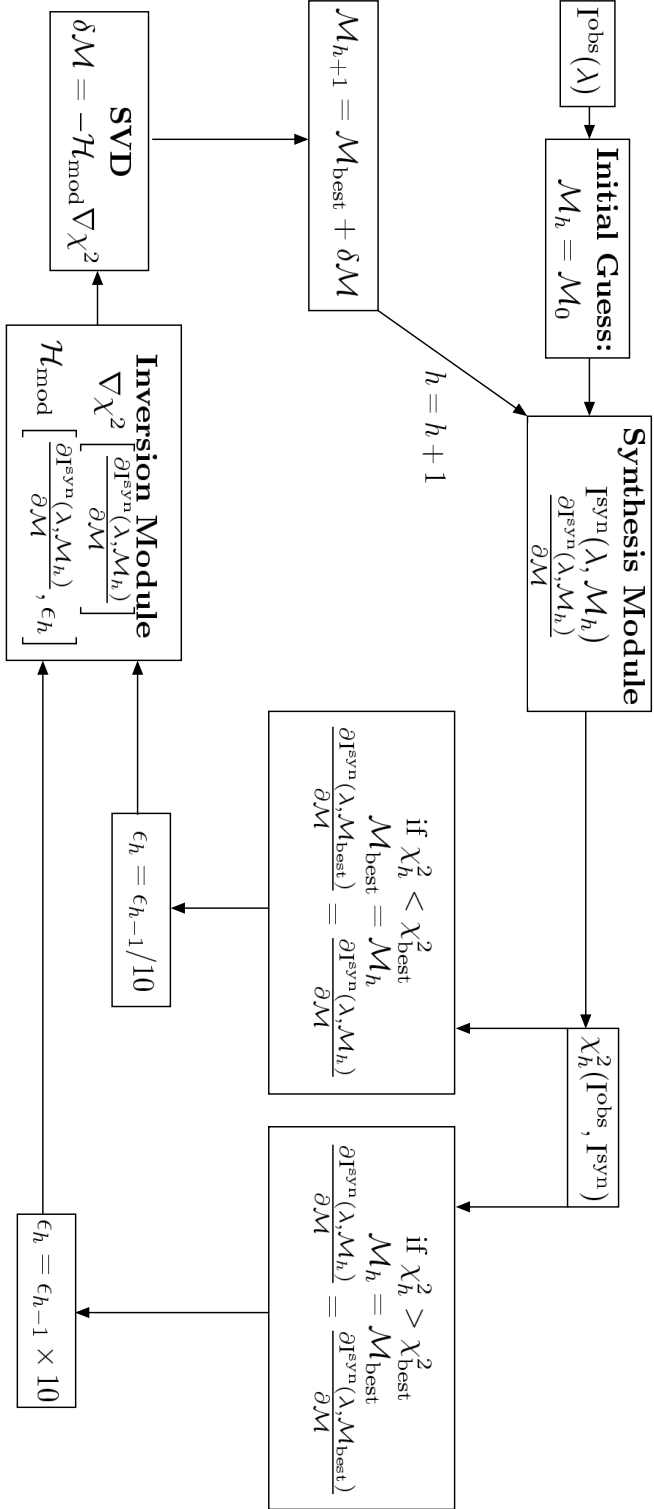 I^obs(λ)
Initial Guess:
ℳ_h = ℳ_0
Synthesis Module
I^syn(λ, ℳ_h)
∂I^syn(λ,ℳ_h)/∂ℳ
χ²_h(I^obs, I^syn)
if χ²_h < χ²_best
ℳ_best = ℳ_h
∂I^syn(λ,ℳ_best)/∂ℳ = ∂I^syn(λ,ℳ_h)/∂ℳ
if χ²_h > χ²_best
ℳ_h = ℳ_best
∂I^syn(λ,ℳ_h)/∂ℳ = ∂I^syn(λ,ℳ_best)/∂ℳ
ϵ_h = ϵ_{h−1}/10
ϵ_h = ϵ_{h−1} × 10
Inversion Module
∇χ² [∂I^syn(λ,ℳ_h)/∂ℳ]
ℋ_mod [∂I^syn(λ,ℳ_h)/∂ℳ, ϵ_h]
SVD
δℳ = −ℋ_mod∇χ²
ℳ_{h+1} = ℳ_best + δℳ
h = h + 1